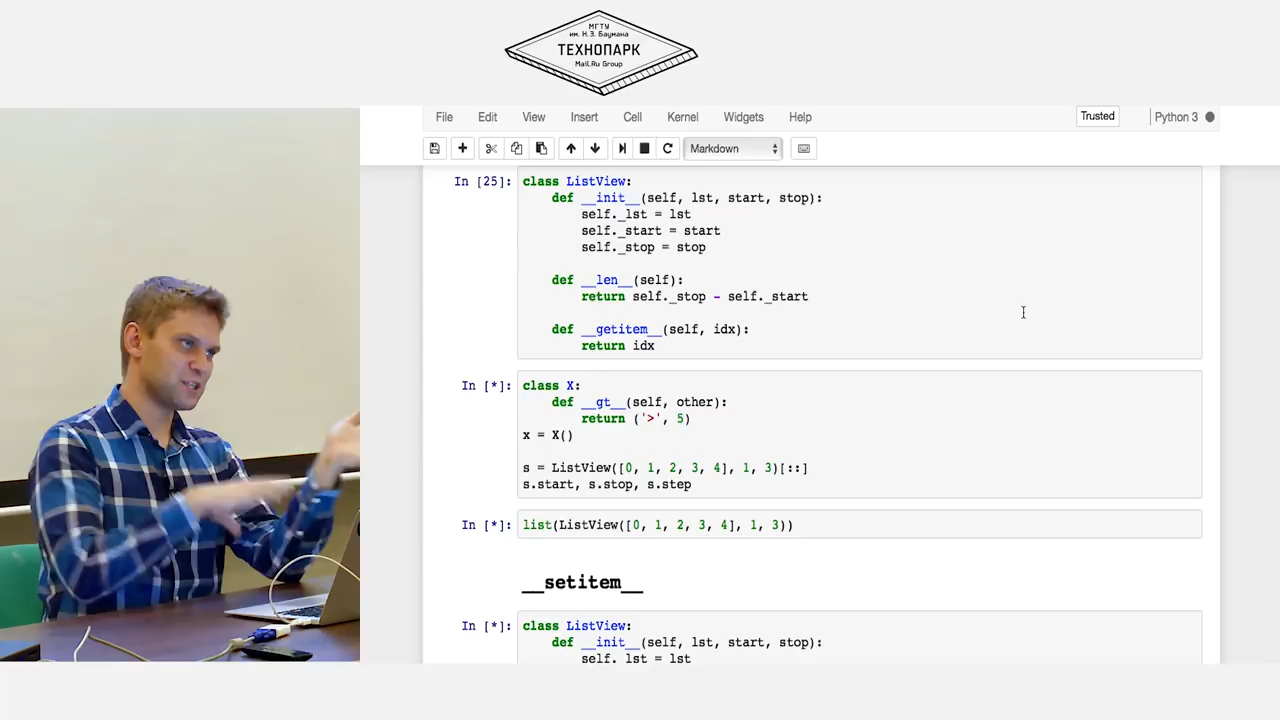 МГТУ
им. Н.Э. Баумана
ТЕХНОПАРК
Mail.Ru Group
File Edit View Insert Cell Kernel Widgets Help Trusted Python 3
Markdown
In [25]: class ListView:
def __init__(self, lst, start, stop):
self._lst = lst
self._start = start
self._stop = stop
def __len__(self):
return self._stop - self._start
def __getitem__(self, idx):
return idx
In [*]: class X:
def __gt__(self, other):
return ('>', 5)
x = X()
s = ListView([0, 1, 2, 3, 4], 1, 3)[::]
s.start, s.stop, s.step
In [*]: list(ListView([0, 1, 2, 3, 4], 1, 3))
__setitem__
In [*]: class ListView:
def __init__(self, lst, start, stop):
self._lst = lst